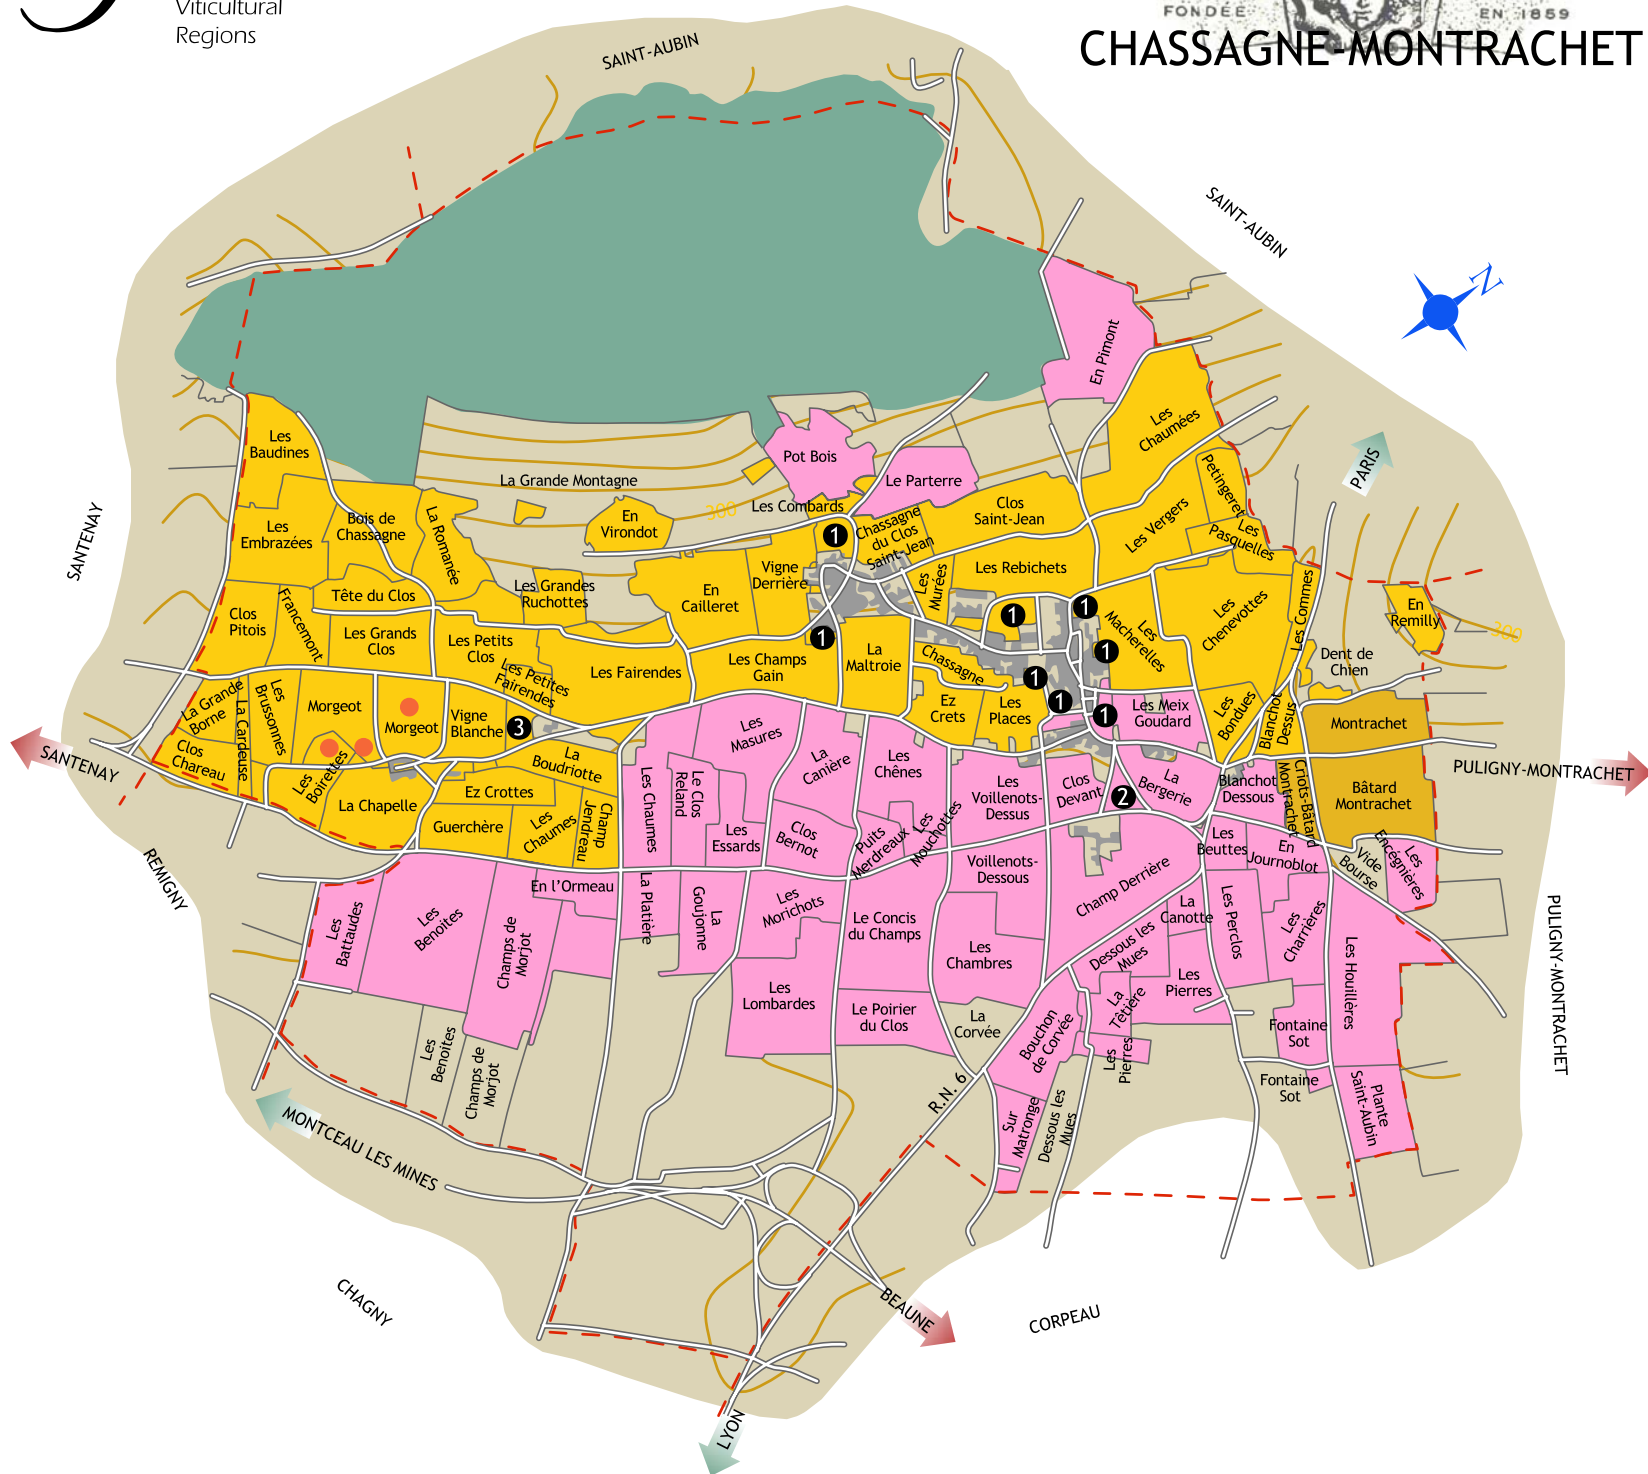 Viticultural
Regions
FONDÉE
EN 1859
CHASSAGNE-MONTRACHET
SAINT-AUBIN
SAINT-AUBIN
N
En Pimont
Les
Chaumées
Les
Baudines
Pot Bois
Le Parterre
La Grande Montagne
PARIS
Petingeret
Les Combards
300
En
Virondot
Clos
Saint-Jean
Chassagne
du Clos
Saint-Jean
Les Vergers
Les
Pasquelles
Les
Embrazées
Bois de
Chassagne
La Romanée
SANTENAY
1
Les Rebichets
Vigne
Derrière
Les
Murées
Les Grandes
Ruchottes
En
Cailleret
Tête du Clos
Les
Chenevottes
Les Commes
En
Remilly
300
Clos
Pitois
Francemont
Les Grands
Clos
Les Petits
Clos
1
1
1
Les
Macherelles
1
Les Fairendes
Les Champs
Gain
La
Maltroie
Chassagne
Dent de
Chien
Les Petites
Fairendes
1
1
1
Ez
Crets
Les
Places
Les Meix
Goudard
Les
Bondues
Blanchot
Dessus
Montrachet
La Grande
Borne
La Cardeuse
Les
Brussonnes
Morgeot
Morgeot
Vigne
Blanche
3
Clos
Chareau
Les
Boirettes
La
Boudriotte
Les
Masures
La
Canière
Les
Chênes
SANTENAY
PULIGNY-MONTRACHET
La Chapelle
Ez Crottes
Guerchère
Les
Chaumes
Champ
Jendreau
Les Chaumes
Le Clos
Reland
Les
Essards
Clos
Bernot
Puits
Merdreaux
Les
Mouchottes
Les
Voillenots-
Dessus
Clos
Devant
2
La
Bergerie
Blanchot
Dessous
Criots-Bâtard
Montrachet
Bâtard
Montrachet
Les
Beuttes
En
Journoblot
Vide
Bourse
Les
Encégnières
REMIGNY
En l'Ormeau
La Platière
La
Goujonne
Les
Morichots
Le Concis
du Champs
Voillenots-
Dessous
Champ Derrière
La
Canotte
Les Perclos
Les
Charrières
Les Houillères
PULIGNY-MONTRACHET
Les
Battaudes
Les
Benoites
Champs de
Morjot
Les
Chambres
Dessous les
Mues
Les
Pierres
Les
Lombardes
Le Poirier
du Clos
La
Corvée
Bouchon
de Corvée
La
Têtière
Les
Pierres
Fontaine
Sot
Les
Benoites
Champs de
Morjot
R.N. 6
Fontaine
Sot
Plante
Saint-Aubin
Sur
Matronge
Dessous les
Mues
MONTCEAU LES MINES
CHAGNY
BEAUNE
CORPEAU
LYON